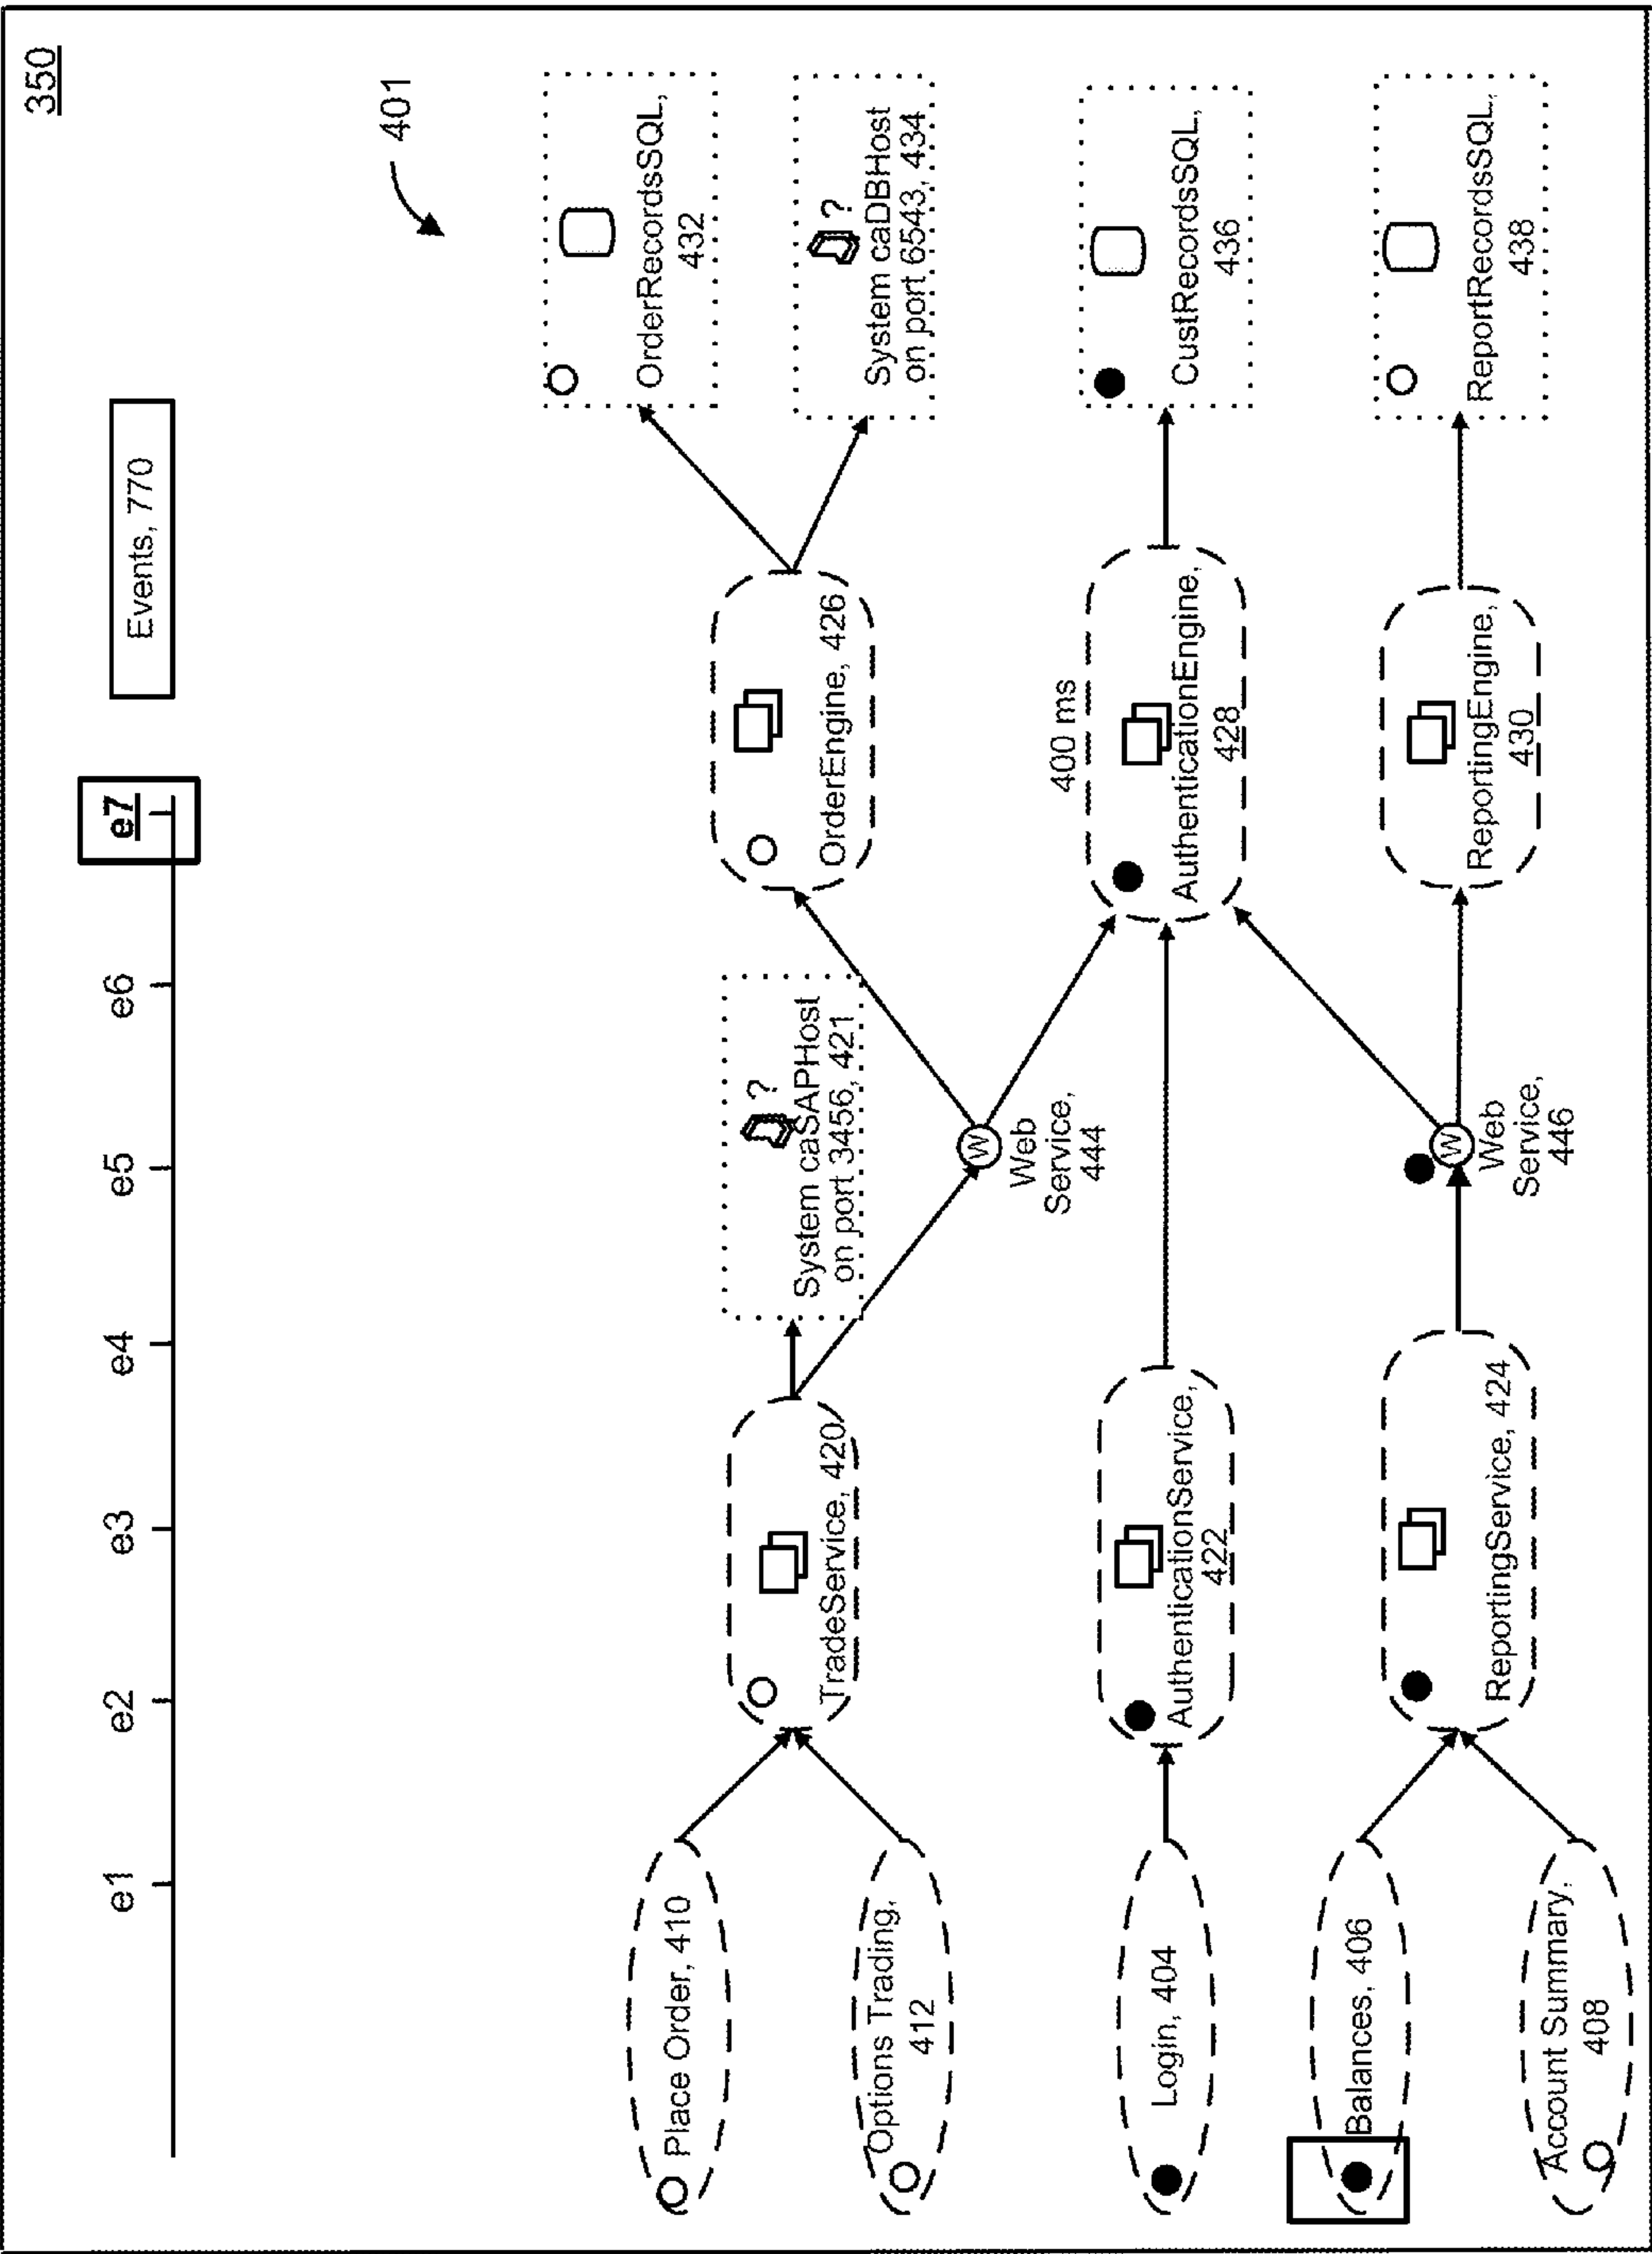 350
Events, 770
e1
e2
e3
e4
e5
e6
e7
401
Place Order, 410
Options Trading,
412
Login, 404
Balances, 406
Account Summary,
408
TradeService, 420
AuthenticationService,
422
ReportingService, 424
?
System caSAPHost
on port 3456, 421
W
Web
Service,
444
W
Web
Service,
446
OrderEngine, 426
400 ms
AuthenticationEngine,
428
ReportingEngine,
430
OrderRecordsSQL,
432
?
System caDBHost
on port 6543, 434
CustRecordsSQL,
436
ReportRecordsSQL,
438